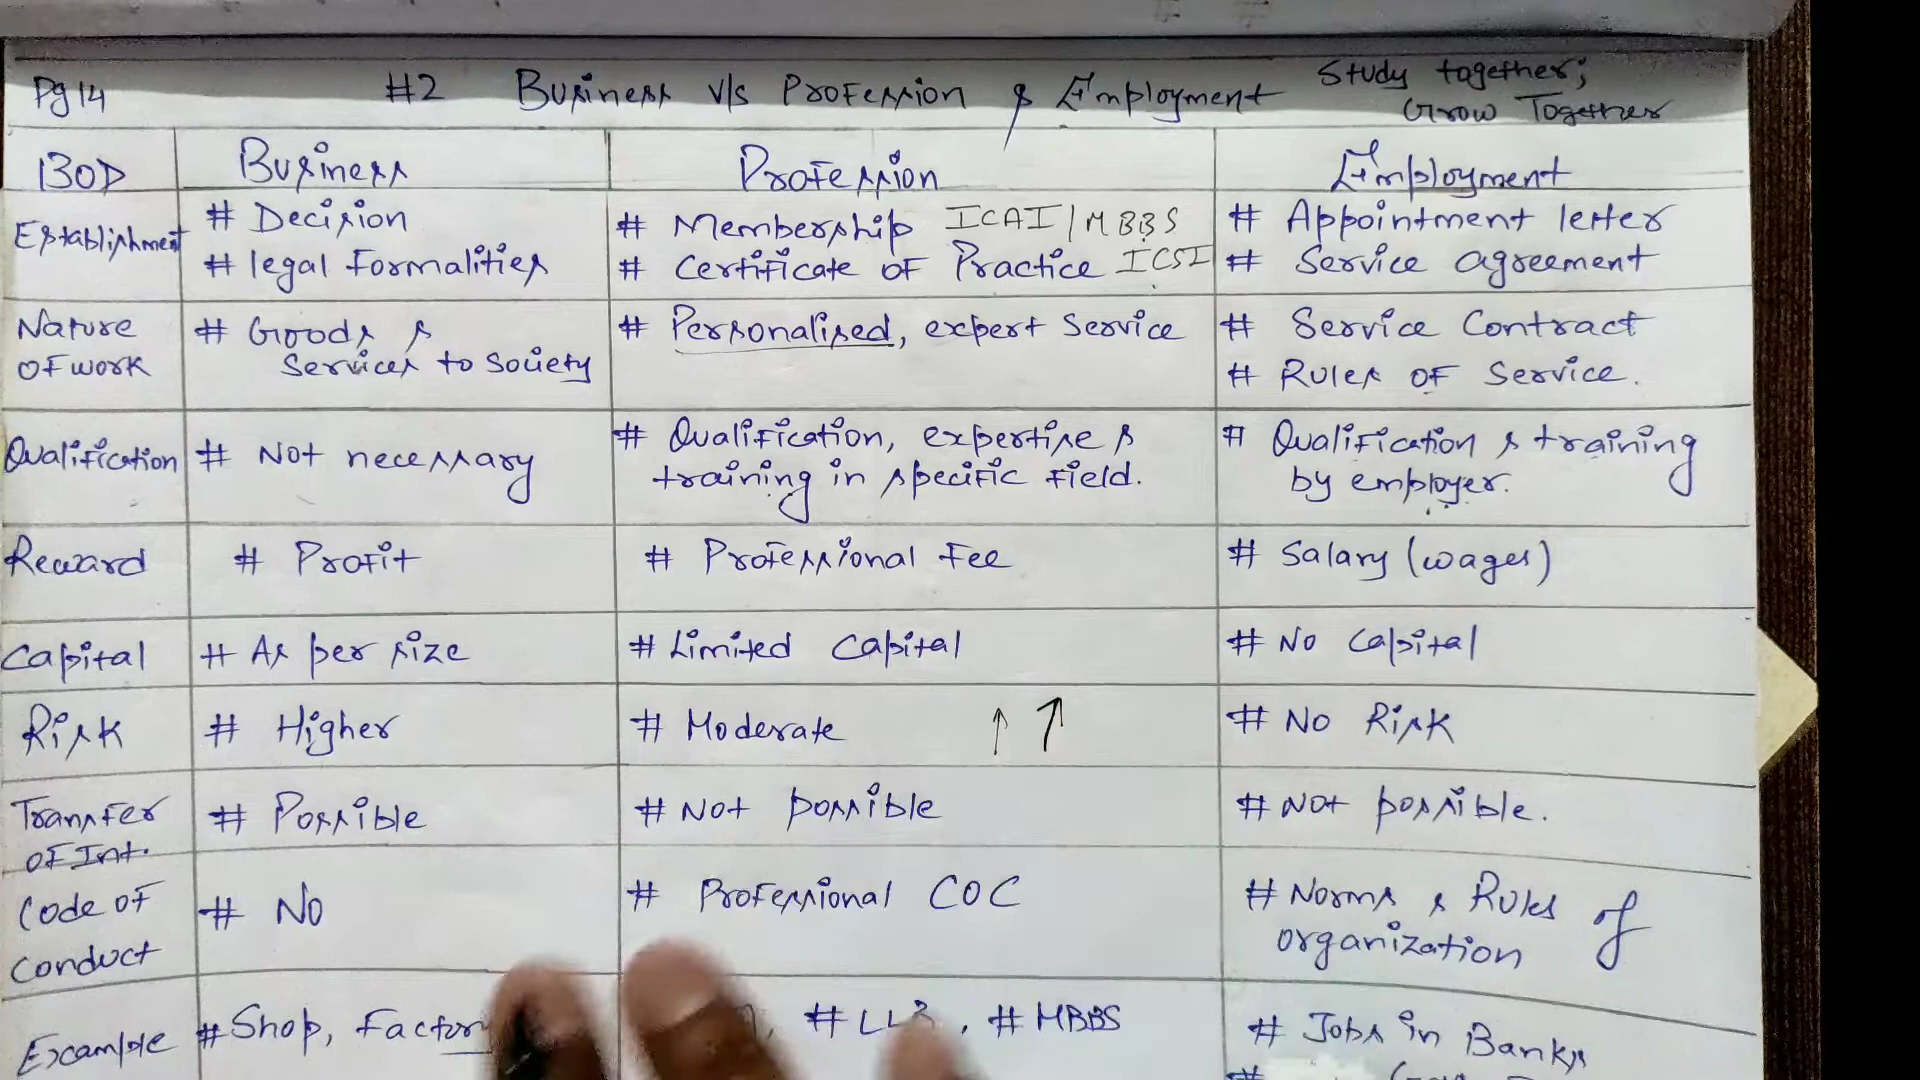 Pg 14
#2 Business v/s Profession & Employment
Study together;
Grow Together
BOD
Business
Profession
Employment
Establishment
# Decision
# legal formalities
# Membership ICAI / MBBS
# Certificate of Practice ICSI
# Appointment letter
# Service agreement
Nature
of work
# Goods &
Services to Society
# Personalised, expert Service
# Service Contract
# Rules of Service.
Qualification
# Not necessary
# Qualification, expertise &
training in specific field.
# Qualification & training
by employer.
Reward
# Profit
# Professional Fee
# Salary (wages)
Capital
# As per size
# Limited Capital
# No Capital
Risk
# Higher
# Moderate ↑ ↑
# No Risk
Transfer
of Int.
# Possible
# Not possible
# Not possible.
Code of
Conduct
# No
# Professional COC
# Norms & Rules of
organization
Example
# Shop, Factory
# LLB, # MBBS
# Jobs in Banks
#